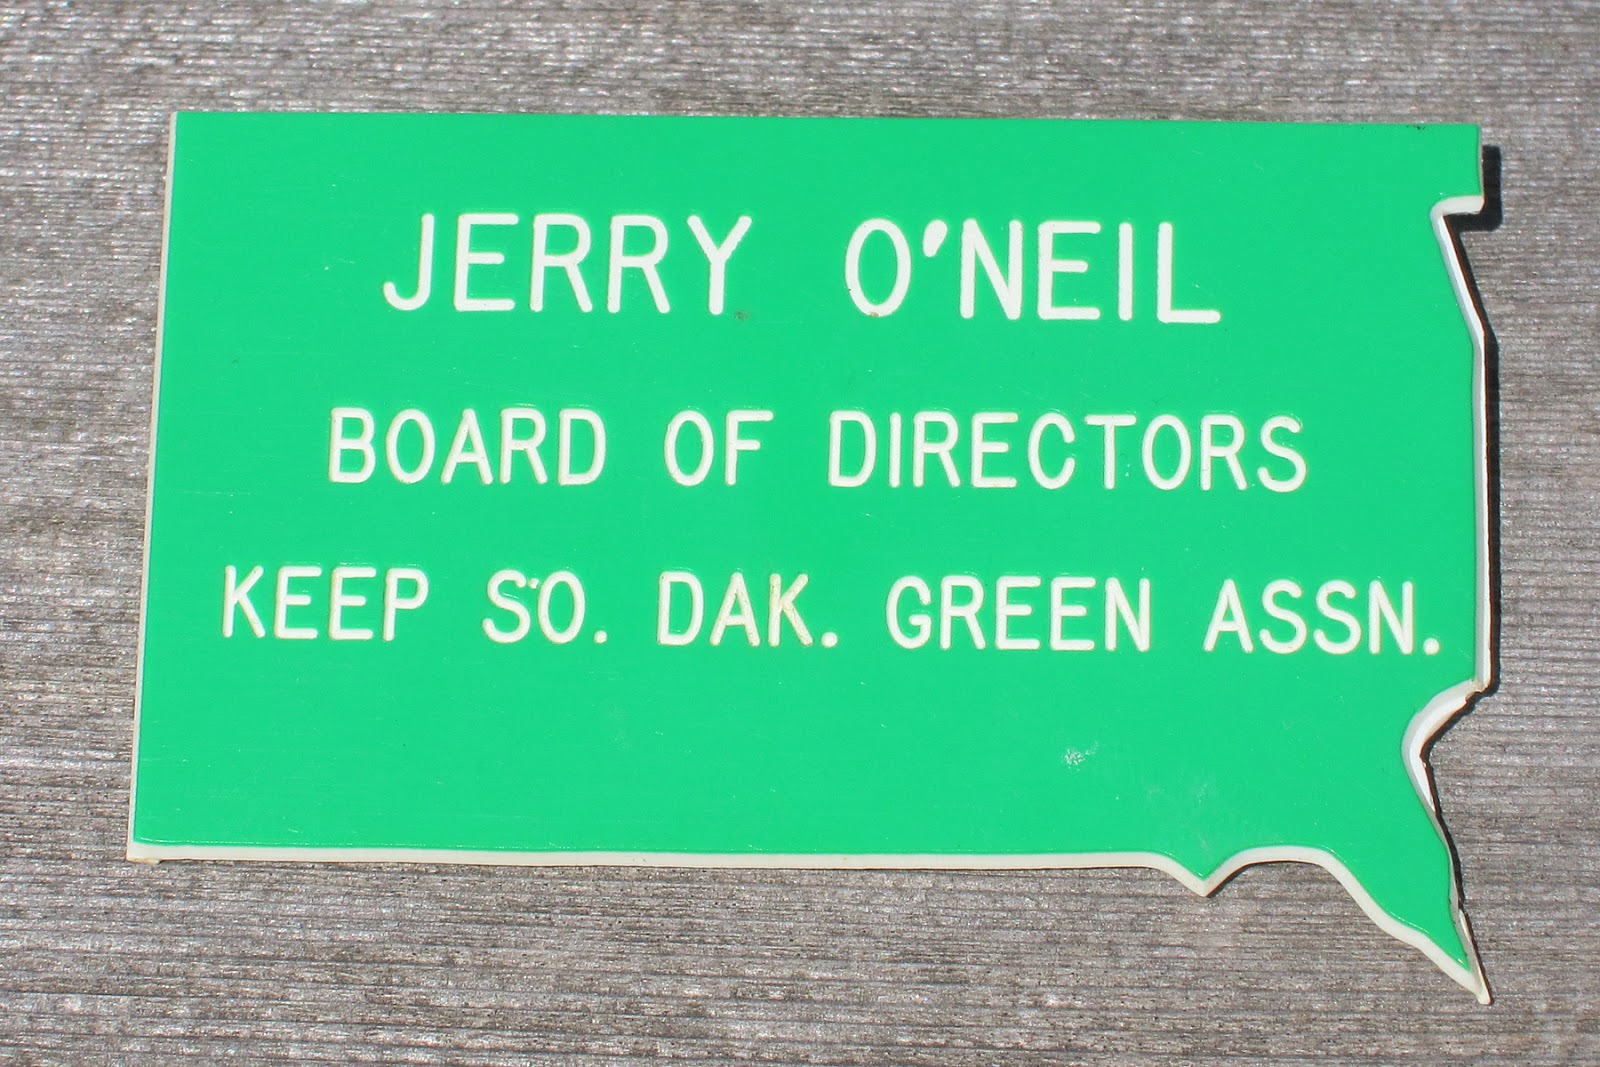 JERRY O'NEIL
BOARD OF DIRECTORS
KEEP SO. DAK. GREEN ASSN.